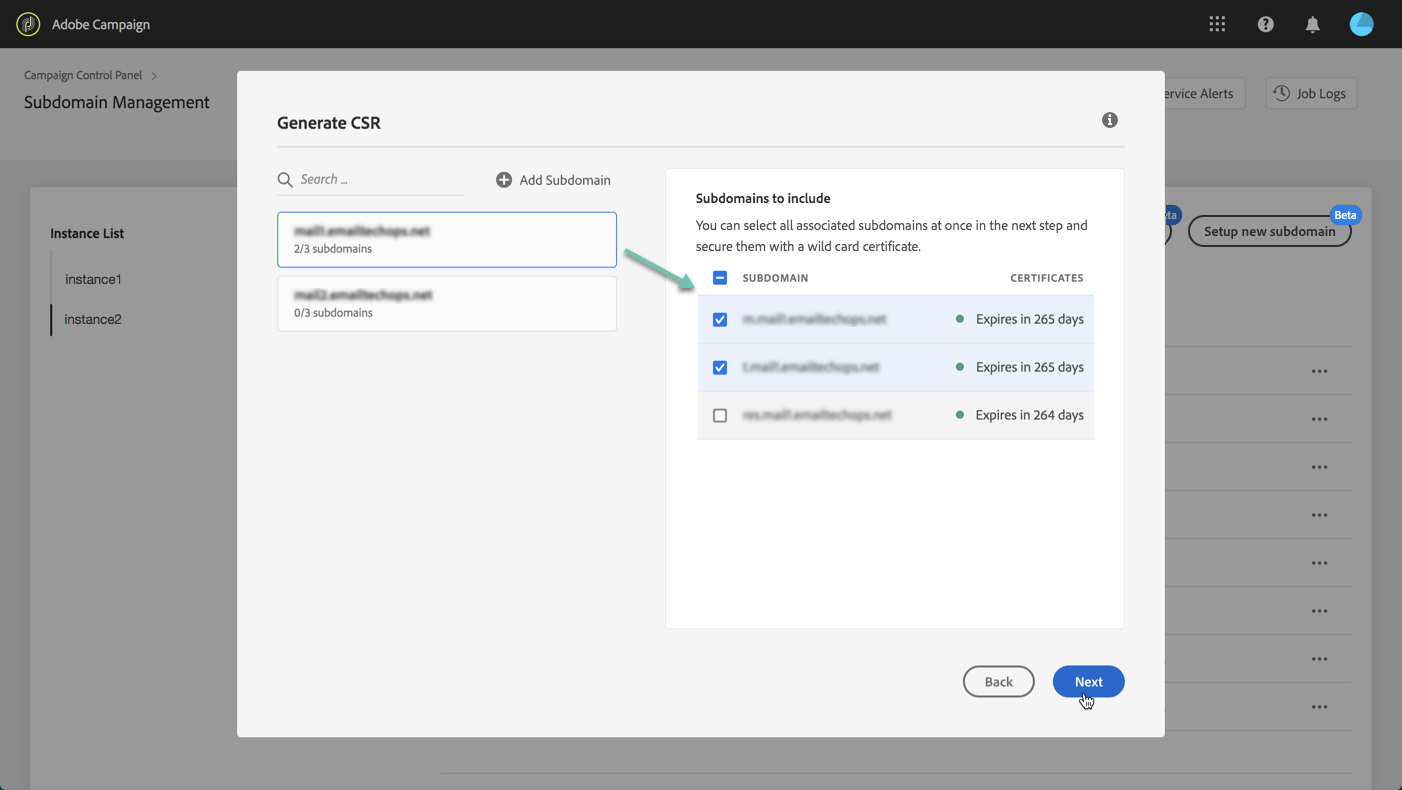 Adobe Campaign
Campaign Control Panel
Subdomain Management
ervice Alerts
Job Logs
Generate CSR
Search ...
Add Subdomain
mail1.emailtechops.net
2/3 subdomains
mail2.emailtechops.net
0/3 subdomains
Subdomains to include
You can select all associated subdomains at once in the next step and
secure them with a wild card certificate.
SUBDOMAIN CERTIFICATES
m.mail1.emailtechops.net Expires in 265 days
t.mail1.emailtechops.net Expires in 265 days
res.mail1.emailtechops.net Expires in 264 days
Back
Next
Instance List
instance1
instance2
ta
Beta
Setup new subdomain